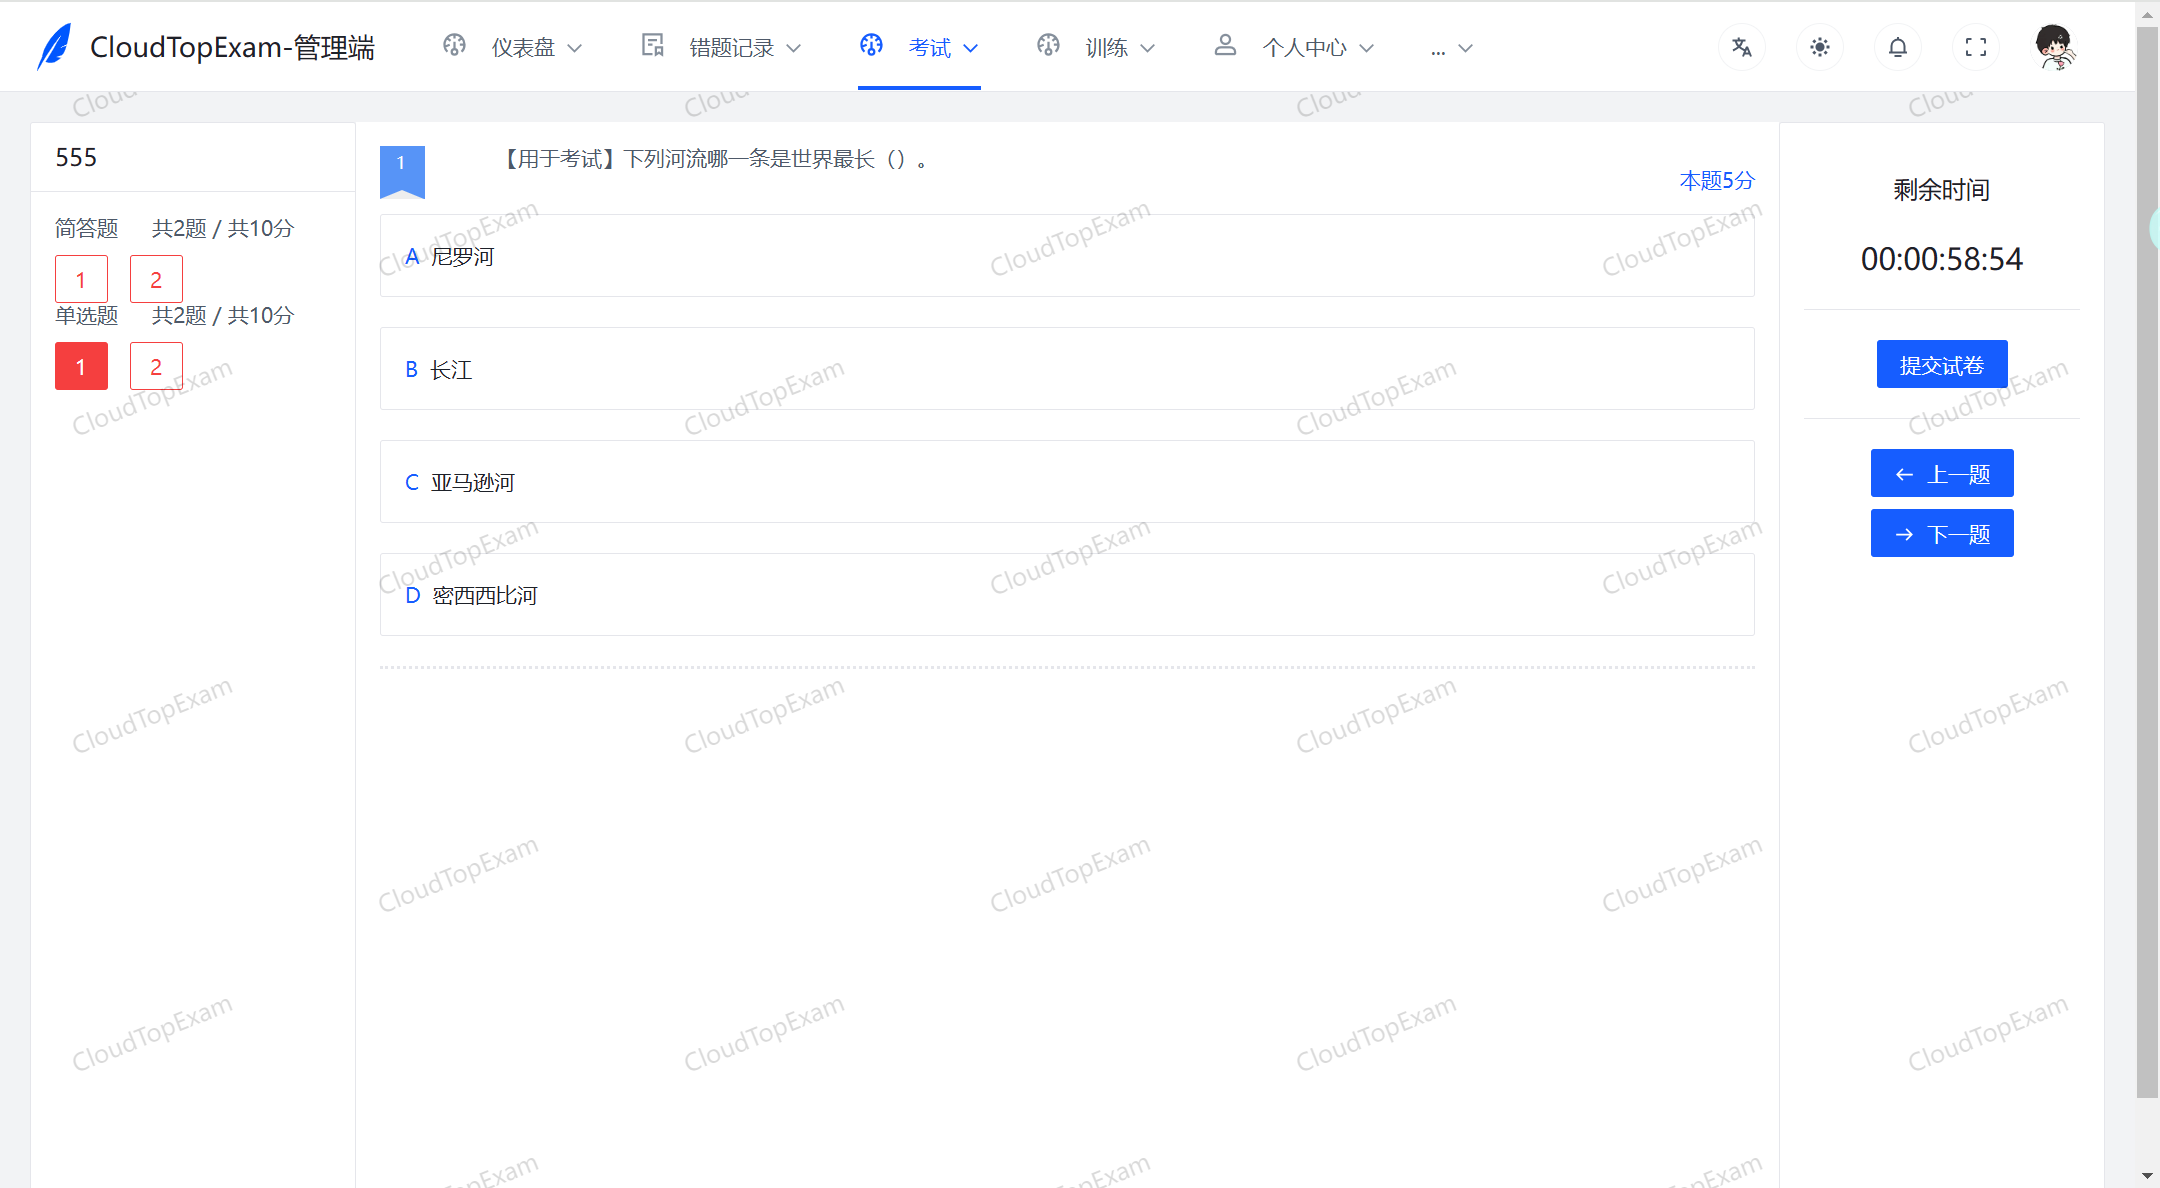 CloudTopExam-管理端
仪表盘
错题记录
考试
训练
个人中心
...
555
简答题 共2题 / 共10分
1 2
单选题 共2题 / 共10分
1 2
1
【用于考试】下列河流哪一条是世界最长（）。
本题5分
A 尼罗河
B 长江
C 亚马逊河
D 密西西比河
剩余时间
00:00:58:54
提交试卷
← 上一题
→ 下一题
CloudTopExam